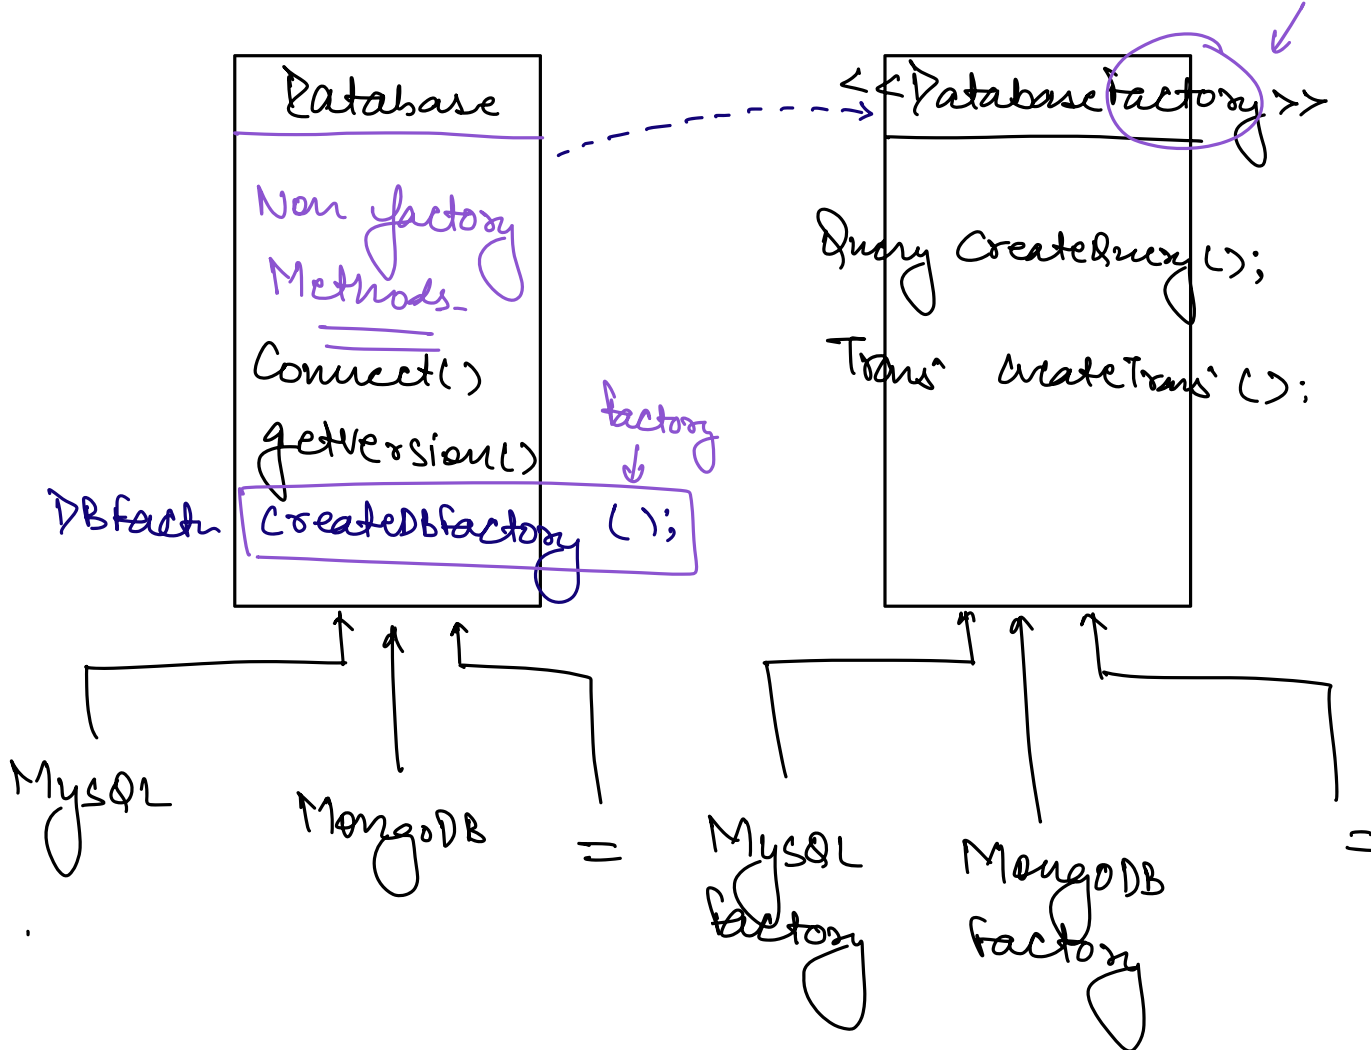 Database
Non factory
Methods
Connect()
getVersion()
factory
DBfact createDBfactory ();
MySQL
MongoDB
=
<<DatabaseFactory>>
Query CreateQuery();
Trans createTrans ();
MySQL
factory
MongoDB
factory
=